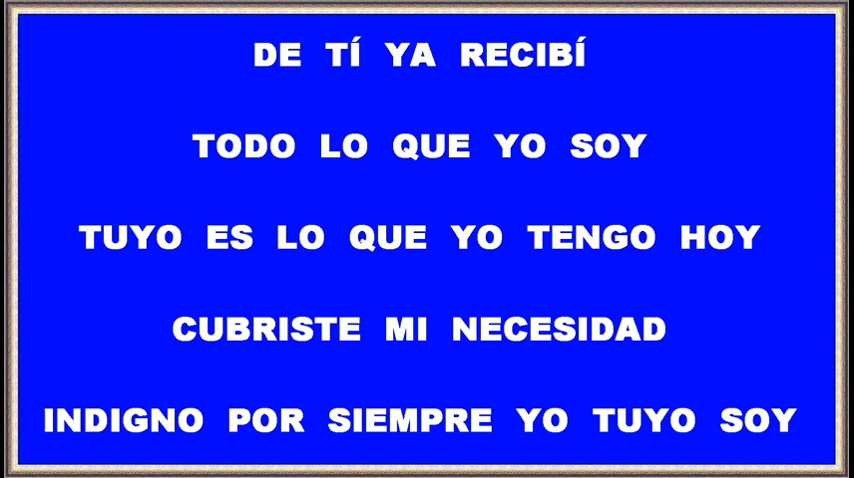 DE TÍ YA RECIBÍ
TODO LO QUE YO SOY
TUYO ES LO QUE YO TENGO HOY
CUBRISTE MI NECESIDAD
INDIGNO POR SIEMPRE YO TUYO SOY